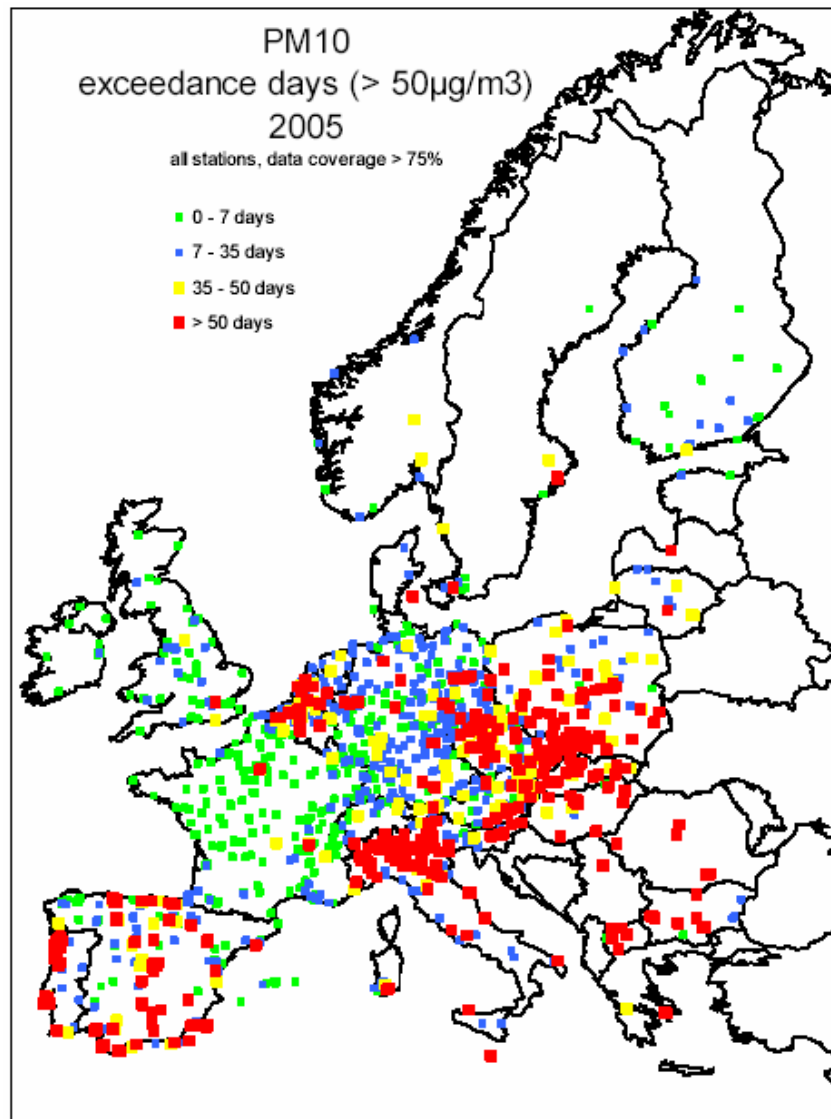 PM10
exceedance days (> 50µg/m3)
2005
all stations, data coverage > 75%
0 - 7 days
7 - 35 days
35 - 50 days
> 50 days